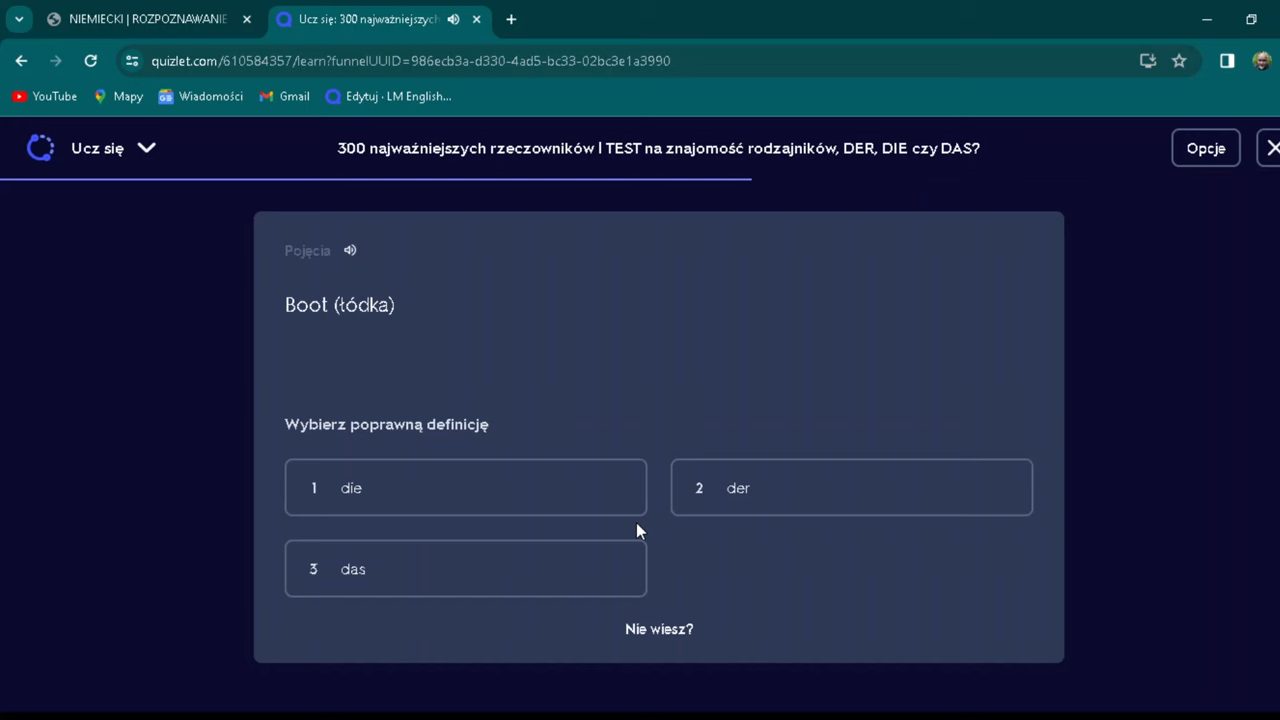 NIEMIECKI | ROZPOZNAWANIE
Ucz się: 300 najważniejszych
quizlet.com/610584357/learn?funnelUUID=986ecb3a-d330-4ad5-bc33-02bc3e1a3990
YouTube
Mapy
Wiadomości
Gmail
Edytuj · LM English...
Ucz się
300 najważniejszych rzeczowników | TEST na znajomość rodzajników, DER, DIE czy DAS?
Opcje
Pojęcia
Boot (łódka)
Wybierz poprawną definicję
1 die
2 der
3 das
Nie wiesz?